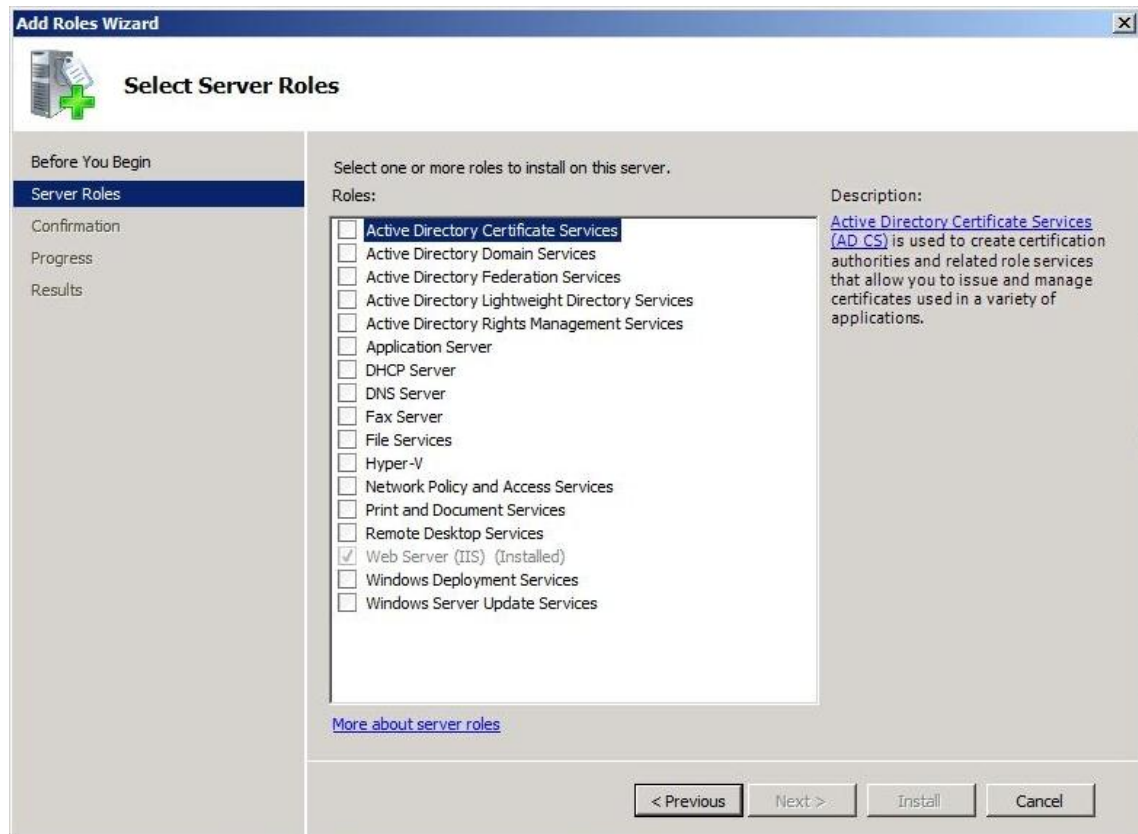 Add Roles Wizard
Select Server Roles
Before You Begin
Server Roles
Confirmation
Progress
Results
Select one or more roles to install on this server.
Roles:
Active Directory Certificate Services
Active Directory Domain Services
Active Directory Federation Services
Active Directory Lightweight Directory Services
Active Directory Rights Management Services
Application Server
DHCP Server
DNS Server
Fax Server
File Services
Hyper-V
Network Policy and Access Services
Print and Document Services
Remote Desktop Services
Web Server (IIS) (Installed)
Windows Deployment Services
Windows Server Update Services
More about server roles
Description:
Active Directory Certificate Services
(AD CS) is used to create certification
authorities and related role services
that allow you to issue and manage
certificates used in a variety of
applications.
< Previous
Next >
Install
Cancel